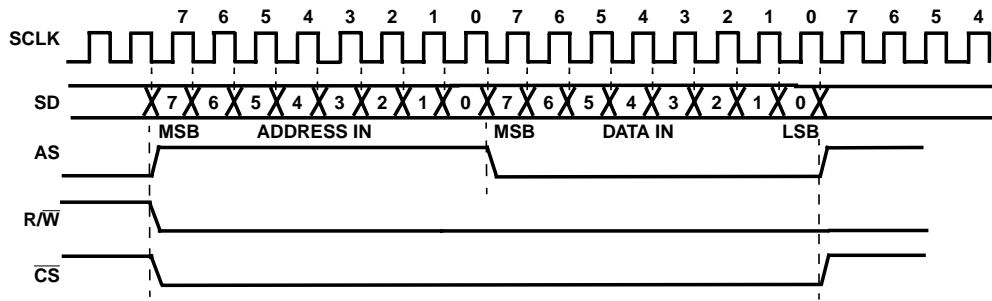 7 6 5 4 3 2 1 0 7 6 5 4 3 2 1 0 7 6 5 4
SCLK
SD 7 6 5 4 3 2 1 0 7 6 5 4 3 2 1 0
MSB ADDRESS IN MSB DATA IN LSB
AS
R/W̅
C̅S̅